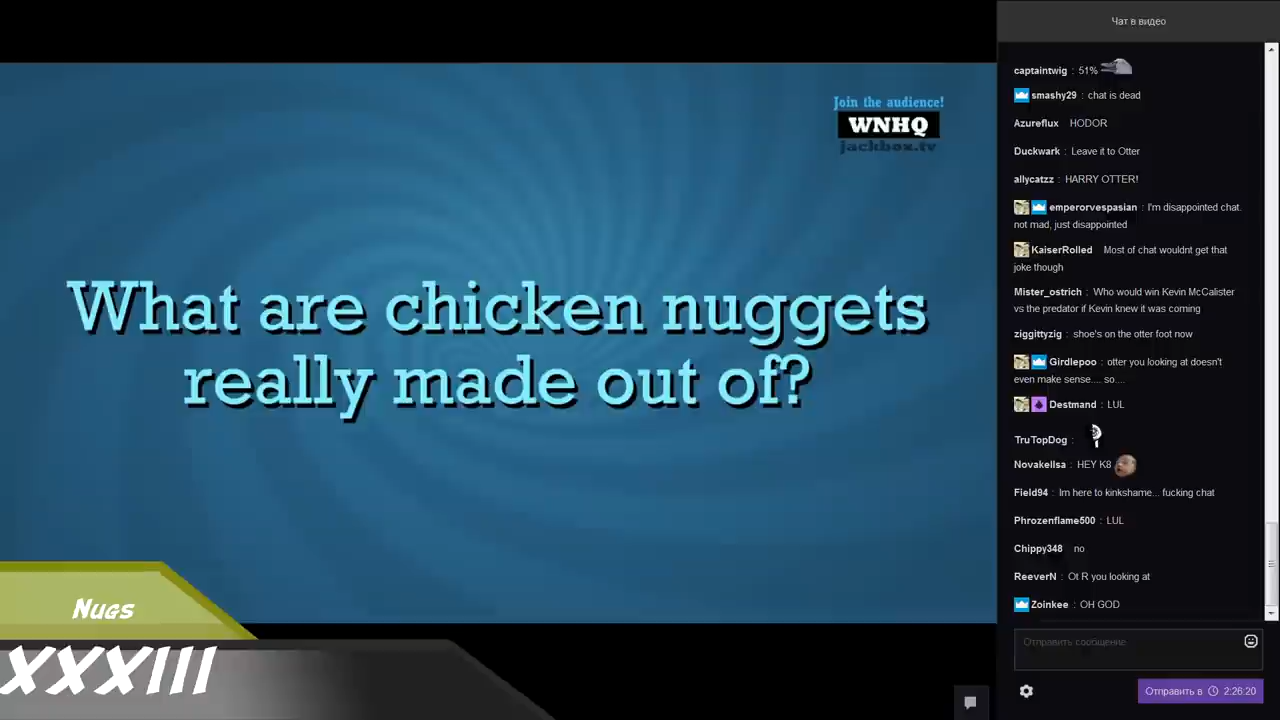 Join the audience!
WNHQ
jackbox.tv
What are chicken nuggets
really made out of?
Nugs
XXXIII
Чат в видео
captaintwig : 51%
smashy29 : chat is dead
Azureflux HODOR
Duckwark : Leave it to Otter
allycatzz : HARRY OTTER!
emperorvespasian : I'm disappointed chat.
not mad, just disappointed
KaiserRolled Most of chat wouldnt get that
joke though
Mister_ostrich : Who would win Kevin McCalister
vs the predator if Kevin knew it was coming
ziggittyzig : shoe's on the otter foot now
Girdlepoo : otter you looking at doesn't
even make sense.... so....
Destmand : LUL
TruTopDog :
Novakelisa : HEY K8
Field94 : Im here to kinkshame... fucking chat
Phrozenflame500 : LUL
Chippy348 no
ReeverN : Ot R you looking at
Zoinkee : OH GOD
Отправить сообщение
Отправить в 2:26:20